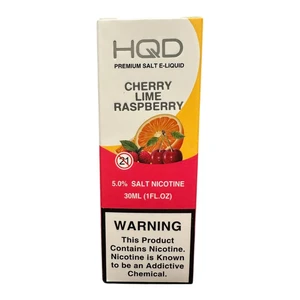 HQD
PREMIUM SALT E-LIQUID
CHERRY
LIME
RASPBERRY
21
5.0% SALT NICOTINE
30ML (1FL.OZ)
WARNING
This Product
Contains Nicotine.
Nicotine is Known
to be an Addictive
Chemical.